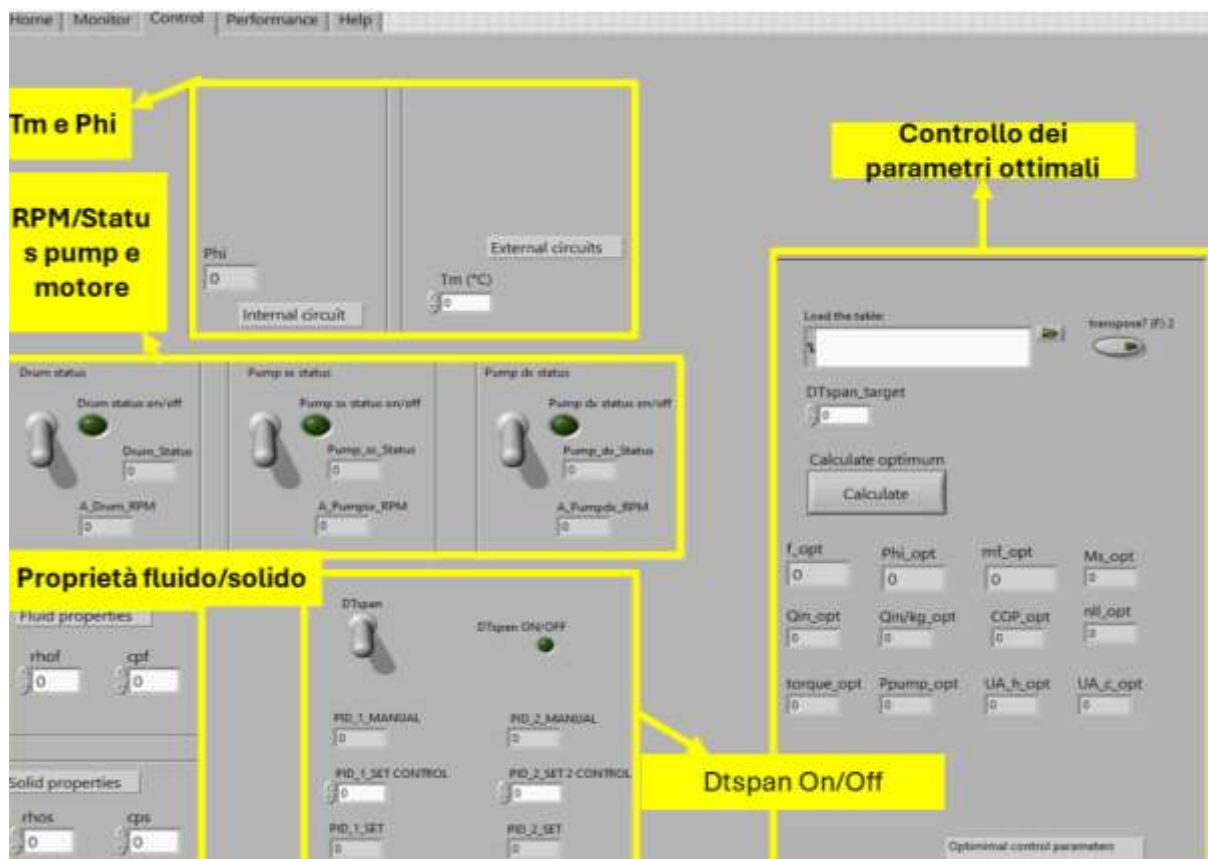 Home Monitor Control Performance Help
Tm e Phi
Controllo dei
parametri ottimali
RPM/Statu
s pump e
motore
Phi
0
Internal circuit
External circuits
Tm (°C)
0
Drum status
Drum status on/off
Drum_Status
0
A_Drum_RPM
0
Pump sx status
Pump sx status on/off
Pump_sx_Status
0
A_Pumpsx_RPM
0
Pump dx status
Pump dx status on/off
Pump_dx_Status
0
A_Pumpdx_RPM
0
Load the table:
transpose? (F) 2
DTspan_target
0
Calculate optimum
Calculate
f_opt Phi_opt mf_opt Ms_opt
0 0 0 0
Qin_opt Qin/kg_opt COP_opt nII_opt
0 0 0 0
torque_opt Ppump_opt UA_h_opt UA_c_opt
0 0 0 0
Optimimal control parameters
Proprietà fluido/solido
Fluid properties
rhof cpf
0 0
Solid properties
rhos cps
0 0
DTspan
DTspan ON/OFF
PID_1_MANUAL PID_2_MANUAL
0 0
PID_1_SET CONTROL PID_2_SET 2 CONTROL
0 0
PID_1_SET PID_2_SET
0 0
Dtspan On/Off